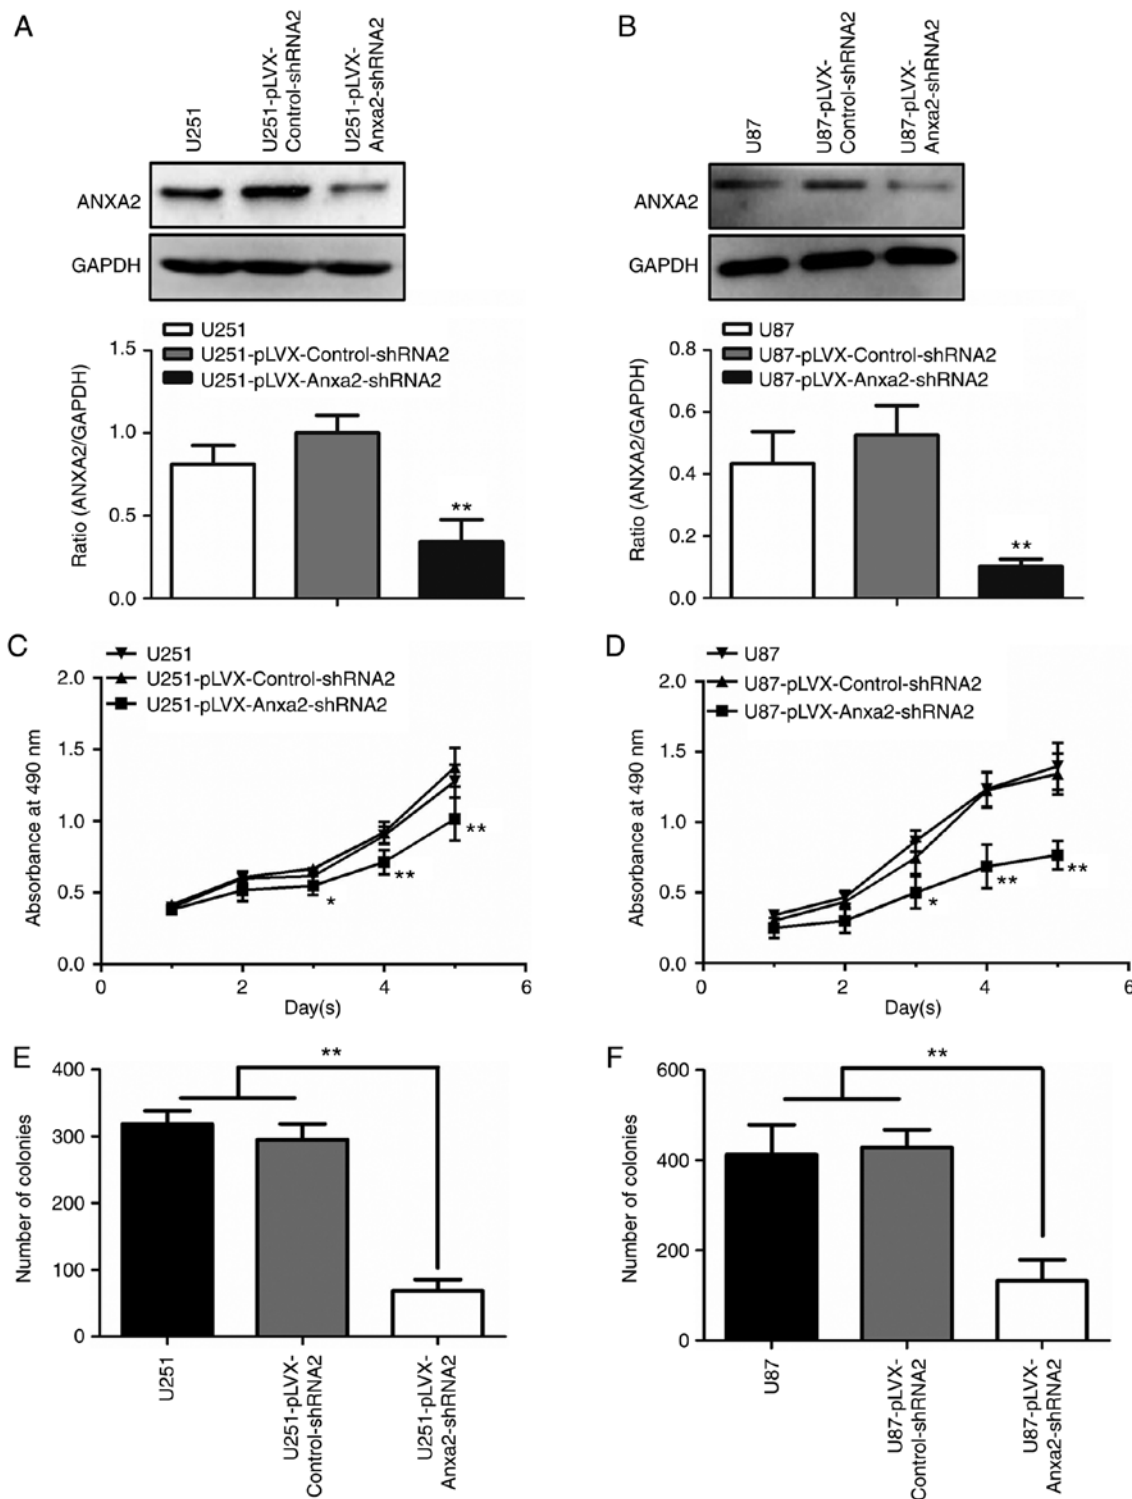 A
U251
U251-pLVX-
Control-shRNA2
U251-pLVX-
Anxa2-shRNA2
ANXA2
GAPDH
U251
U251-pLVX-Control-shRNA2
U251-pLVX-Anxa2-shRNA2
Ratio (ANXA2/GAPDH)
1.5
1.0
0.5
0.0
**
B
U87
U87-pLVX-
Control-shRNA2
U87-pLVX-
Anxa2-shRNA2
ANXA2
GAPDH
U87
U87-pLVX-Control-shRNA2
U87-pLVX-Anxa2-shRNA2
Ratio (ANXA2/GAPDH)
0.8
0.6
0.4
0.2
0.0
**
C
U251
U251-pLVX-Control-shRNA2
U251-pLVX-Anxa2-shRNA2
Absorbance at 490 nm
2.0
1.5
1.0
0.5
0.0
*
**
**
0 2 4 6
Day(s)
D
U87
U87-pLVX-Control-shRNA2
U87-pLVX-Anxa2-shRNA2
Absorbance at 490 nm
2.0
1.5
1.0
0.5
0.0
*
**
**
0 2 4 6
Day(s)
E
**
Number of colonies
400
300
200
100
0
U251
U251-pLVX-
Control-shRNA2
U251-pLVX-
Anxa2-shRNA2
F
**
Number of colonies
600
400
200
0
U87
U87-pLVX-
Control-shRNA2
U87-pLVX-
Anxa2-shRNA2